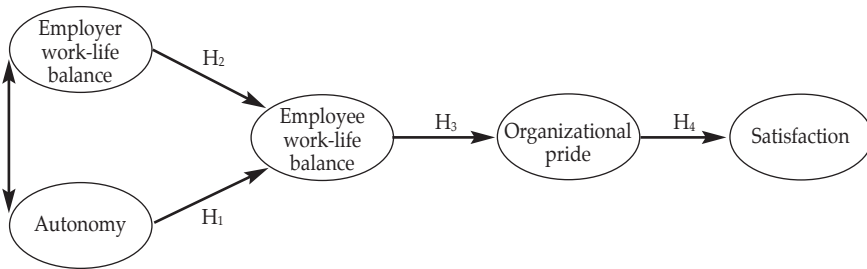 Employer
work-life
balance
H₂
Employee
work-life
balance
H₃
Organizational
pride
H₄
Satisfaction
Autonomy
H₁